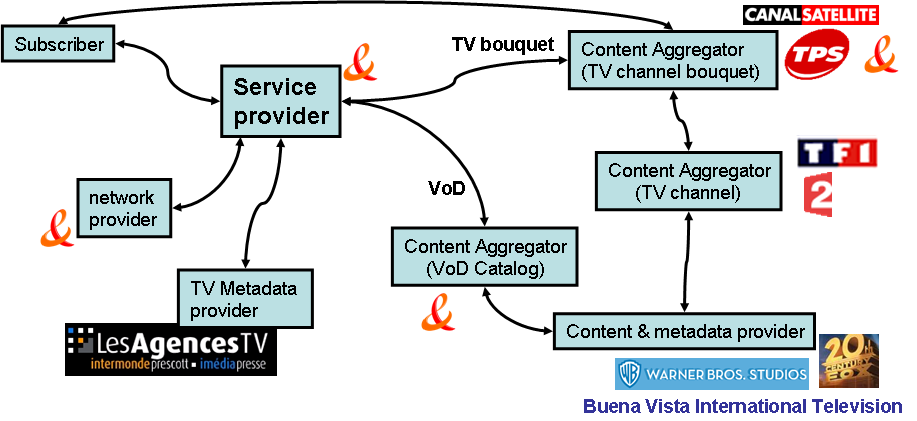 CANALSATELLITE
Subscriber
TV bouquet
Content Aggregator
(TV channel bouquet)
TPS
&
&
Service
provider
TF1
Content Aggregator
(TV channel)
2
network
provider
&
VoD
Content Aggregator
(VoD Catalog)
TV Metadata
provider
&
Content & metadata provider
LesAgencesTV
intermondeprescott ▪ imédiapresse
WB WARNER BROS. STUDIOS
20TH
CENTURY
FOX
Buena Vista International Television